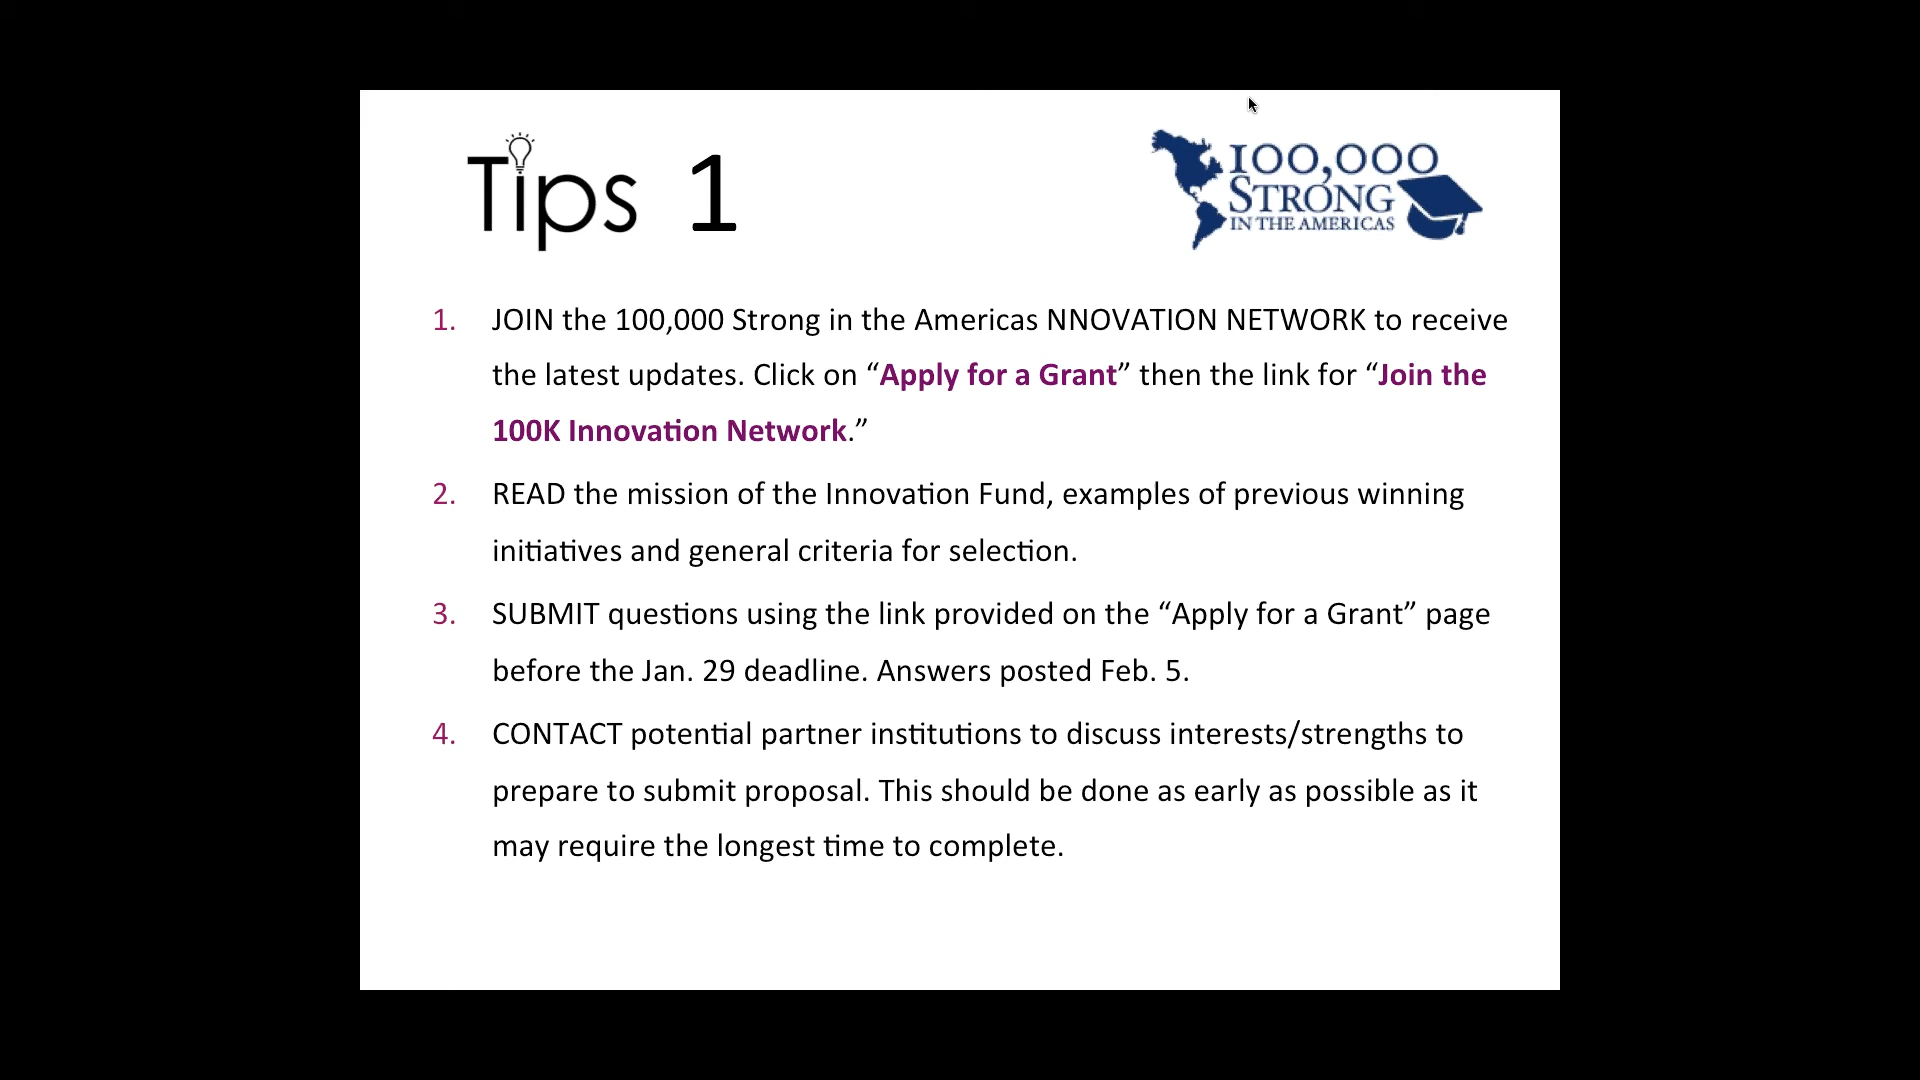 Tips 1
100,000
STRONG
IN THE AMERICAS
1. JOIN the 100,000 Strong in the Americas NNOVATION NETWORK to receive
the latest updates. Click on “Apply for a Grant” then the link for “Join the
100K Innovation Network.”
2. READ the mission of the Innovation Fund, examples of previous winning
initiatives and general criteria for selection.
3. SUBMIT questions using the link provided on the “Apply for a Grant” page
before the Jan. 29 deadline. Answers posted Feb. 5.
4. CONTACT potential partner institutions to discuss interests/strengths to
prepare to submit proposal. This should be done as early as possible as it
may require the longest time to complete.